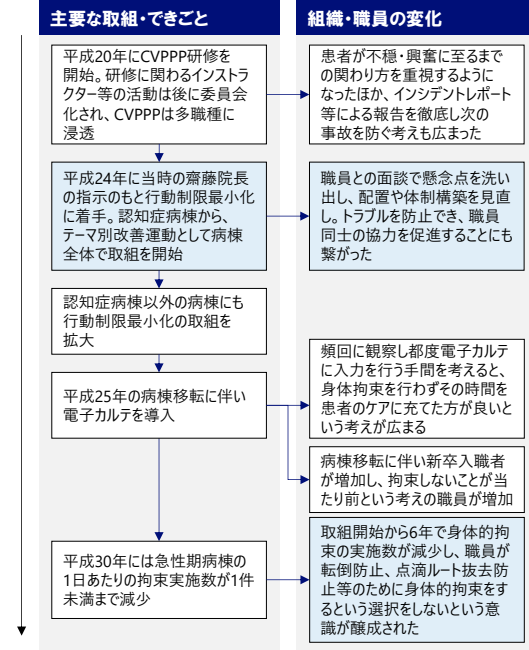 主要な取組・できごと
組織・職員の変化
平成20年にCVPPP研修を
開始。研修に関わるインストラ
クター等の活動は後に委員会
化され、CVPPPは多職種に
浸透
患者が不穏・興奮に至るまで
の関わり方を重視するように
なったほか、インシデントレポート
等による報告を徹底し次の
事故を防ぐ考えも広まった
平成24年に当時の齋藤院長
の指示のもと行動制限最小化
に着手。認知症病棟から、
テーマ別改善運動として病棟
全体で取組を開始
職員との面談で懸念点を洗い
出し、配置や体制構築を見直
し。トラブルを防止でき、職員
同士の協力を促進することにも
繋がった
認知症病棟以外の病棟にも
行動制限最小化の取組を
拡大
平成25年の病棟移転に伴い
電子カルテを導入
頻回に観察し都度電子カルテ
に入力を行う手間を考えると、
身体拘束を行わずその時間を
患者のケアに充てた方が良いと
いう考えが広まる
病棟移転に伴い新卒入職者
が増加し、拘束しないことが当
たり前という考えの職員が増加
平成30年には急性期病棟の
1日あたりの拘束実施数が1件
未満まで減少
取組開始から6年で身体的拘
束の実施数が減少し、職員が
転倒防止、点滴ルート抜去防
止等のために身体的拘束をす
るという選択をしないという意
識が醸成された